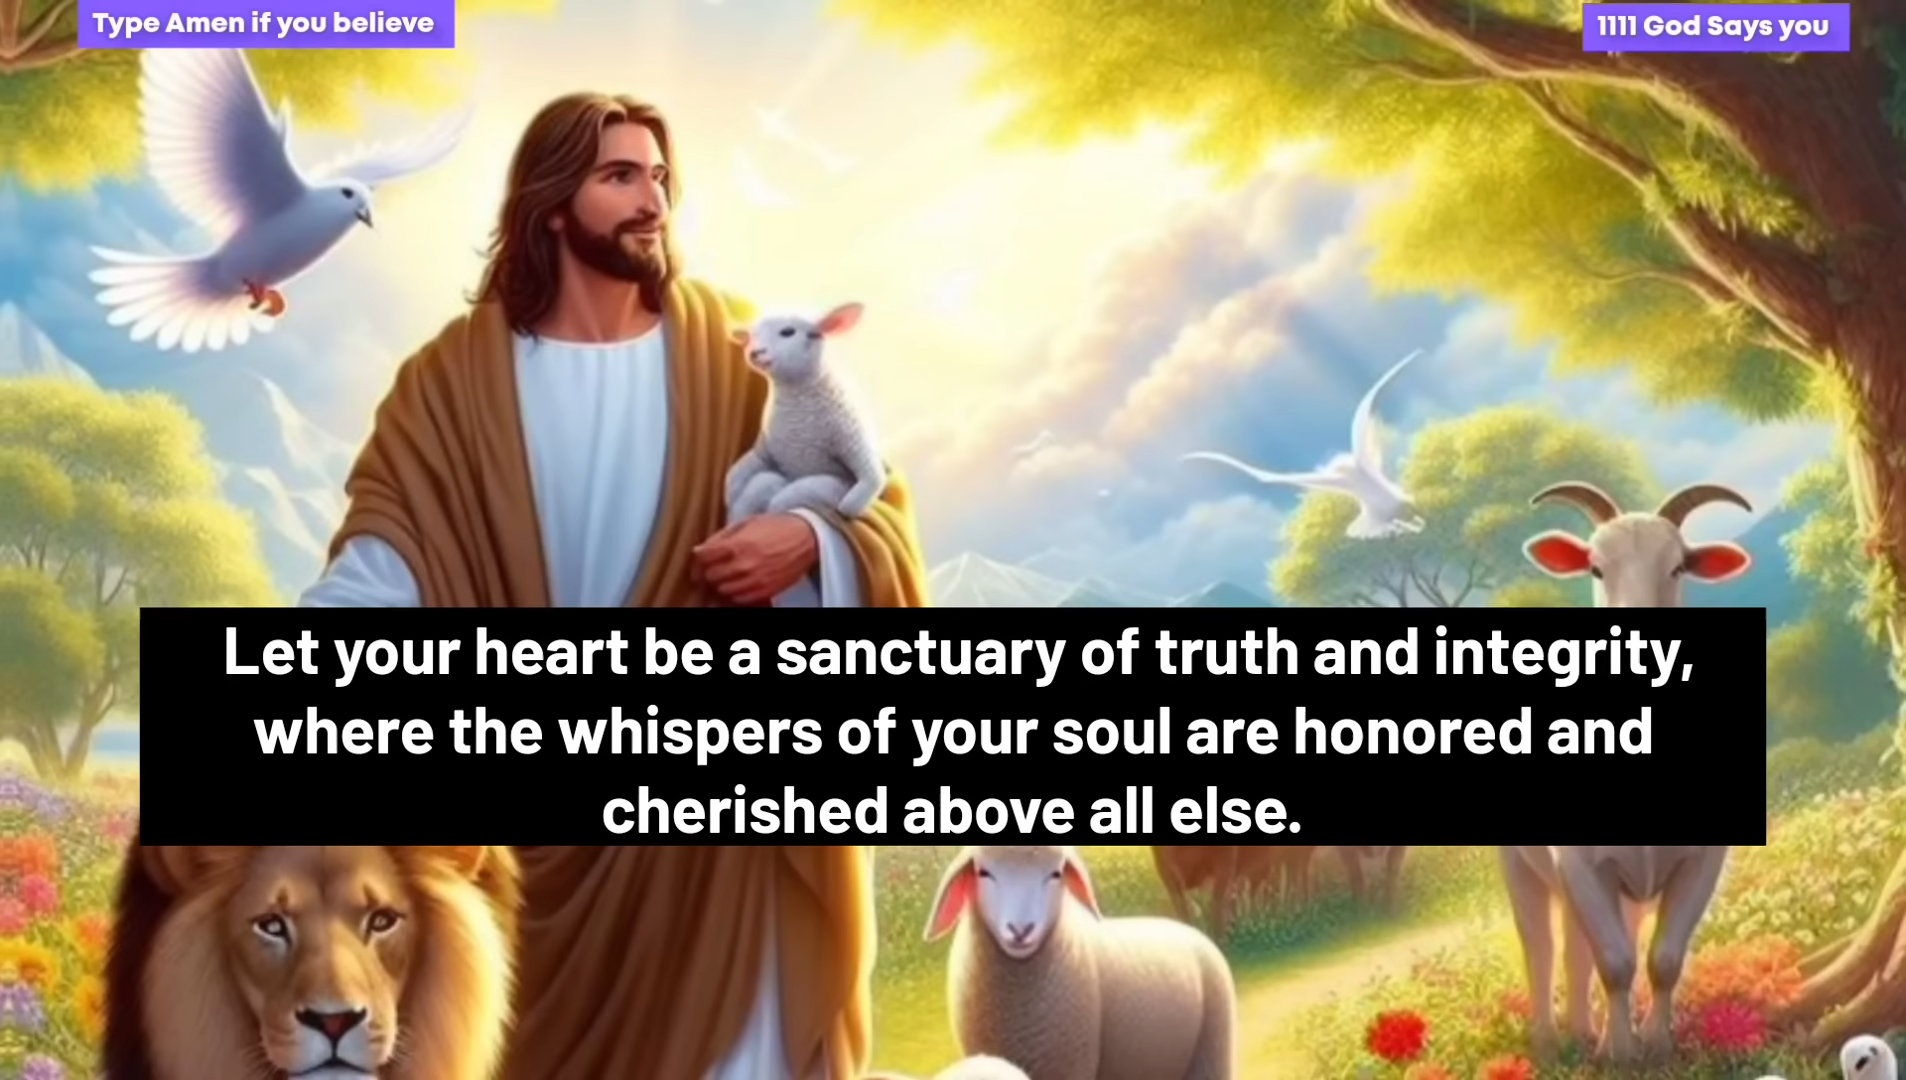 Type Amen if you believe
1111 God Says you
Let your heart be a sanctuary of truth and integrity,
where the whispers of your soul are honored and
cherished above all else.